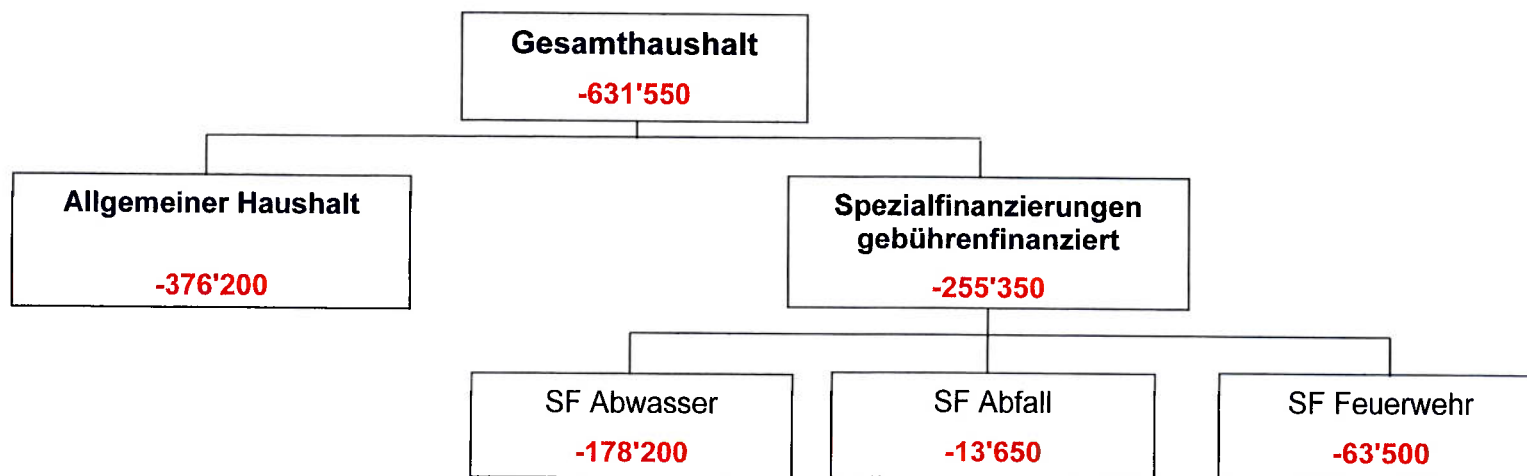 Gesamthaushalt
-631'550
Allgemeiner Haushalt
-376'200
Spezialfinanzierungen
gebührenfinanziert
-255'350
SF Abwasser
-178'200
SF Abfall
-13'650
SF Feuerwehr
-63'500